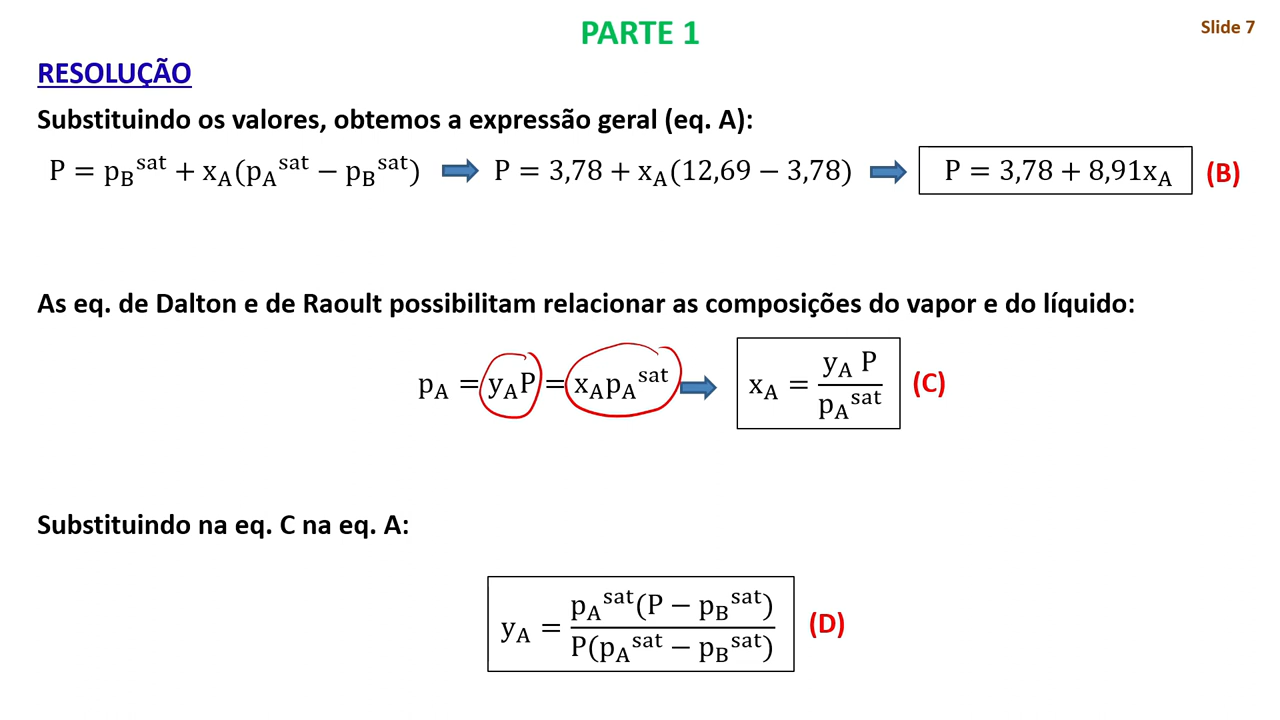 PARTE 1
Slide 7
RESOLUÇÃO
Substituindo os valores, obtemos a expressão geral (eq. A):
P = p_B^sat + x_A(p_A^sat − p_B^sat) P = 3,78 + x_A(12,69 − 3,78) P = 3,78 + 8,91x_A (B)
As eq. de Dalton e de Raoult possibilitam relacionar as composições do vapor e do líquido:
p_A = y_A P = x_A p_A^sat x_A = y_A P / p_A^sat (C)
Substituindo na eq. C na eq. A:
y_A = p_A^sat(P − p_B^sat) / P(p_A^sat − p_B^sat) (D)